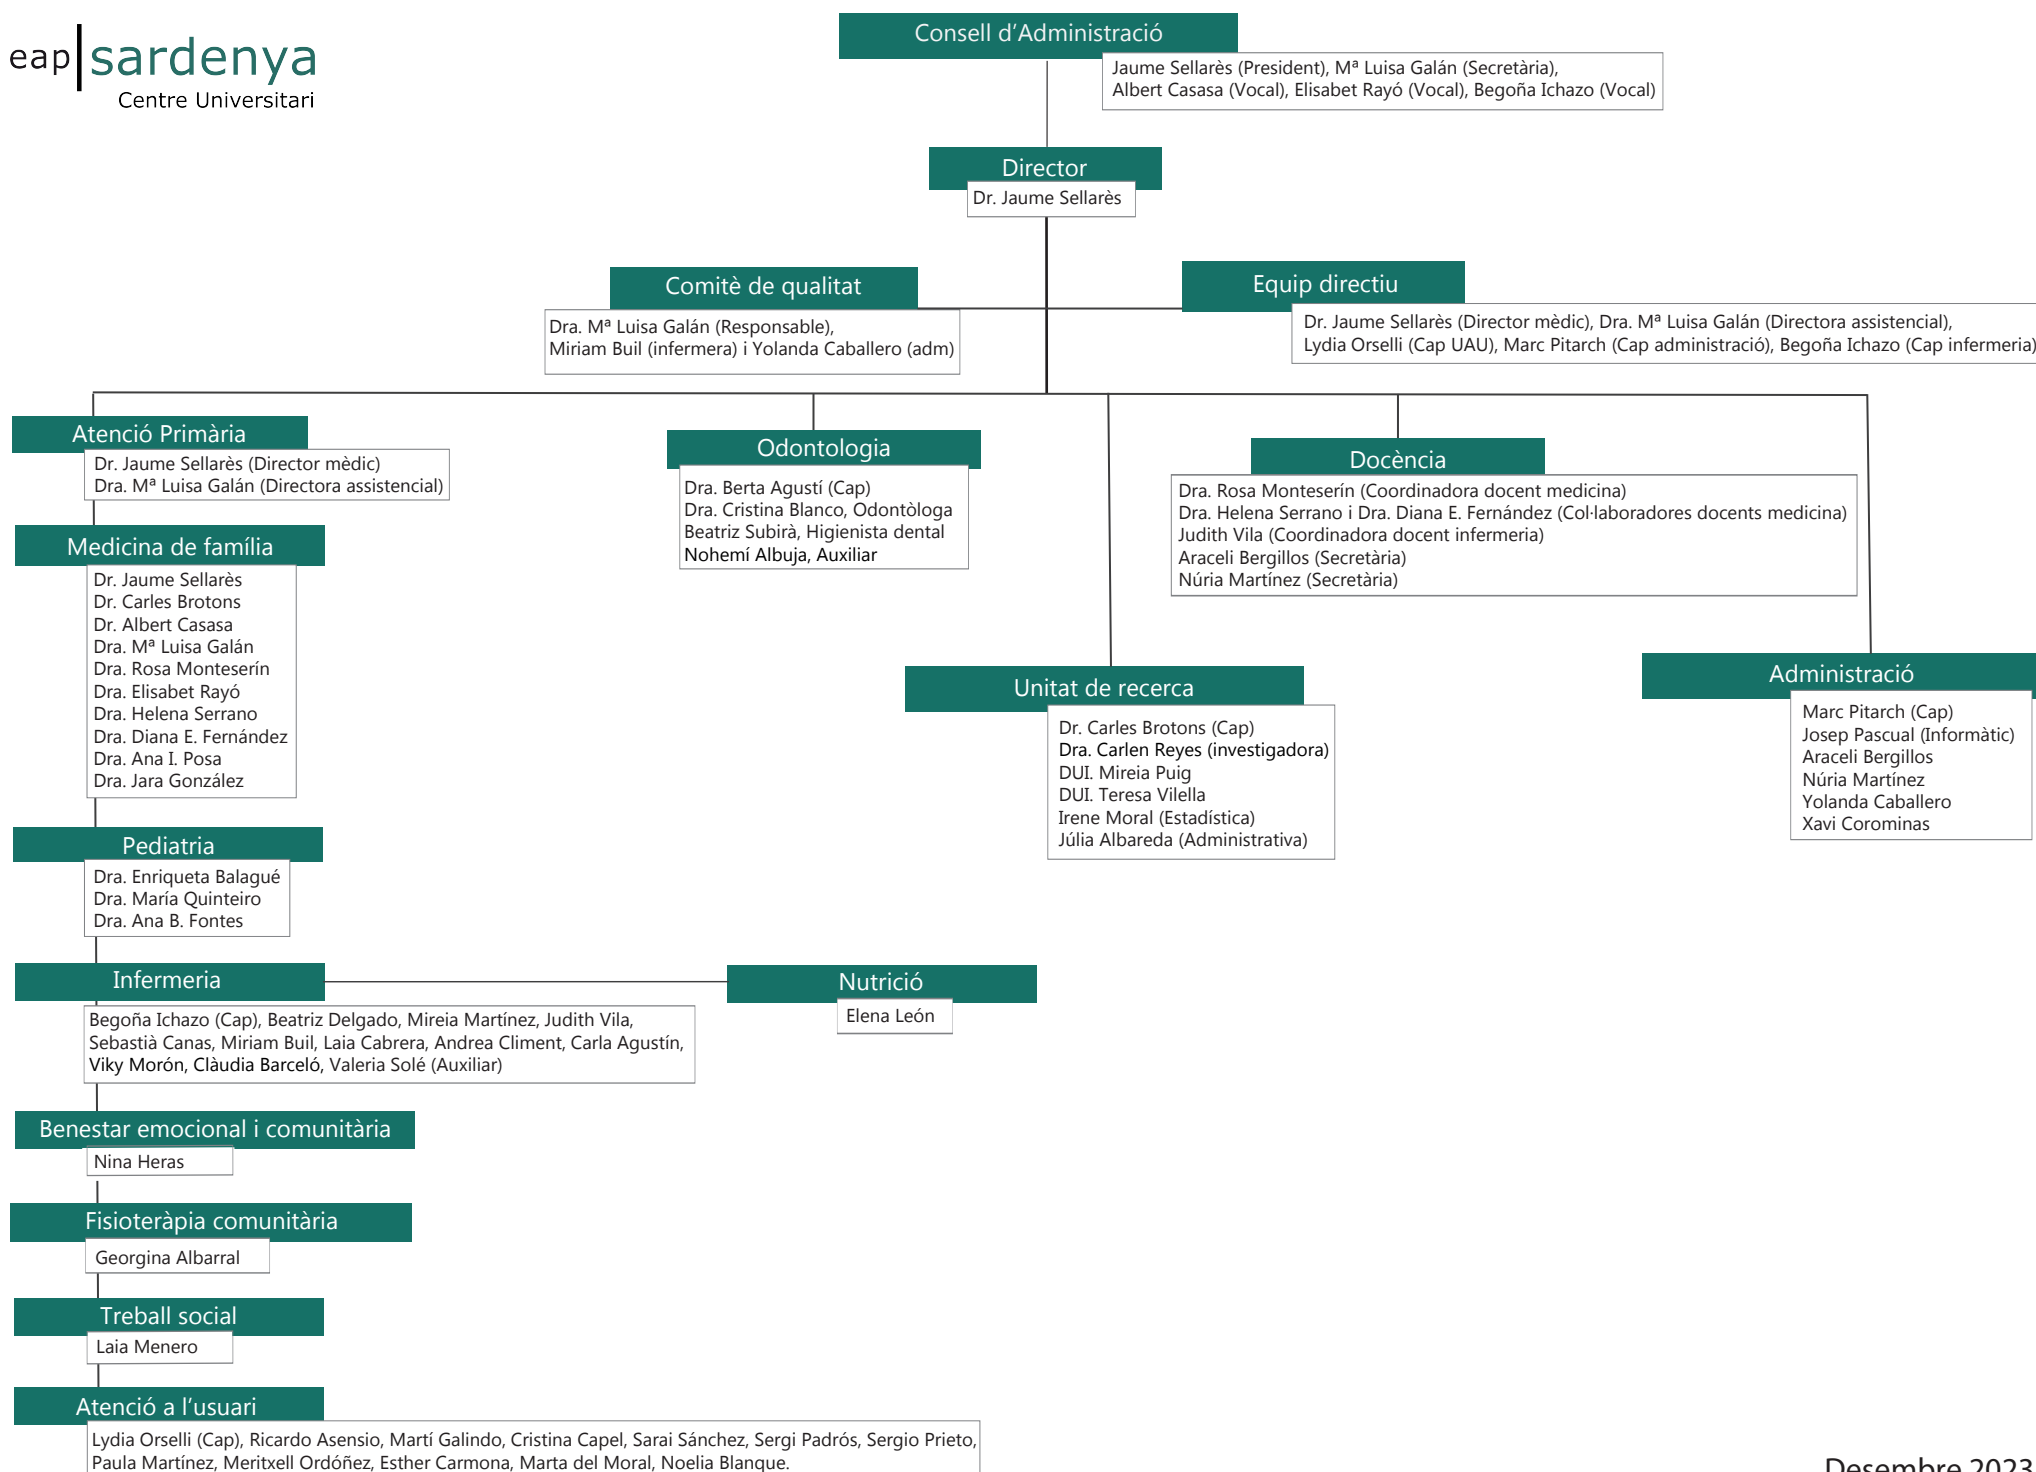 eap sardenya
Centre Universitari
Consell d'Administració
Jaume Sellarès (President), Mª Luisa Galán (Secretària),
Albert Casasa (Vocal), Elisabet Rayó (Vocal), Begoña Ichazo (Vocal)
Director
Dr. Jaume Sellarès
Comitè de qualitat
Dra. Mª Luisa Galán (Responsable),
Miriam Buil (infermera) i Yolanda Caballero (adm)
Equip directiu
Dr. Jaume Sellarès (Director mèdic), Dra. Mª Luisa Galán (Directora assistencial),
Lydia Orselli (Cap UAU), Marc Pitarch (Cap administració), Begoña Ichazo (Cap infermeria)
Atenció Primària
Dr. Jaume Sellarès (Director mèdic)
Dra. Mª Luisa Galán (Directora assistencial)
Medicina de família
Dr. Jaume Sellarès
Dr. Carles Brotons
Dr. Albert Casasa
Dra. Mª Luisa Galán
Dra. Rosa Monteserín
Dra. Elisabet Rayó
Dra. Helena Serrano
Dra. Diana E. Fernández
Dra. Ana I. Posa
Dra. Jara González
Pediatria
Dra. Enriqueta Balagué
Dra. María Quinteiro
Dra. Ana B. Fontes
Infermeria
Begoña Ichazo (Cap), Beatriz Delgado, Mireia Martínez, Judith Vila,
Sebastià Canas, Miriam Buil, Laia Cabrera, Andrea Climent, Carla Agustín,
Viky Morón, Clàudia Barceló, Valeria Solé (Auxiliar)
Nutrició
Elena León
Benestar emocional i comunitària
Nina Heras
Fisioteràpia comunitària
Georgina Albarral
Treball social
Laia Menero
Atenció a l'usuari
Lydia Orselli (Cap), Ricardo Asensio, Martí Galindo, Cristina Capel, Sarai Sánchez, Sergi Padrós, Sergio Prieto,
Paula Martínez, Meritxell Ordóñez, Esther Carmona, Marta del Moral, Noelia Blanque.
Odontologia
Dra. Berta Agustí (Cap)
Dra. Cristina Blanco, Odontòloga
Beatriz Subirà, Higienista dental
Nohemí Albuja, Auxiliar
Unitat de recerca
Dr. Carles Brotons (Cap)
Dra. Carlen Reyes (investigadora)
DUI. Mireia Puig
DUI. Teresa Vilella
Irene Moral (Estadística)
Júlia Albareda (Administrativa)
Docència
Dra. Rosa Monteserín (Coordinadora docent medicina)
Dra. Helena Serrano i Dra. Diana E. Fernández (Col·laboradores docents medicina)
Judith Vila (Coordinadora docent infermeria)
Araceli Bergillos (Secretària)
Núria Martínez (Secretària)
Administració
Marc Pitarch (Cap)
Josep Pascual (Informàtic)
Araceli Bergillos
Núria Martínez
Yolanda Caballero
Xavi Corominas
Desembre 2023